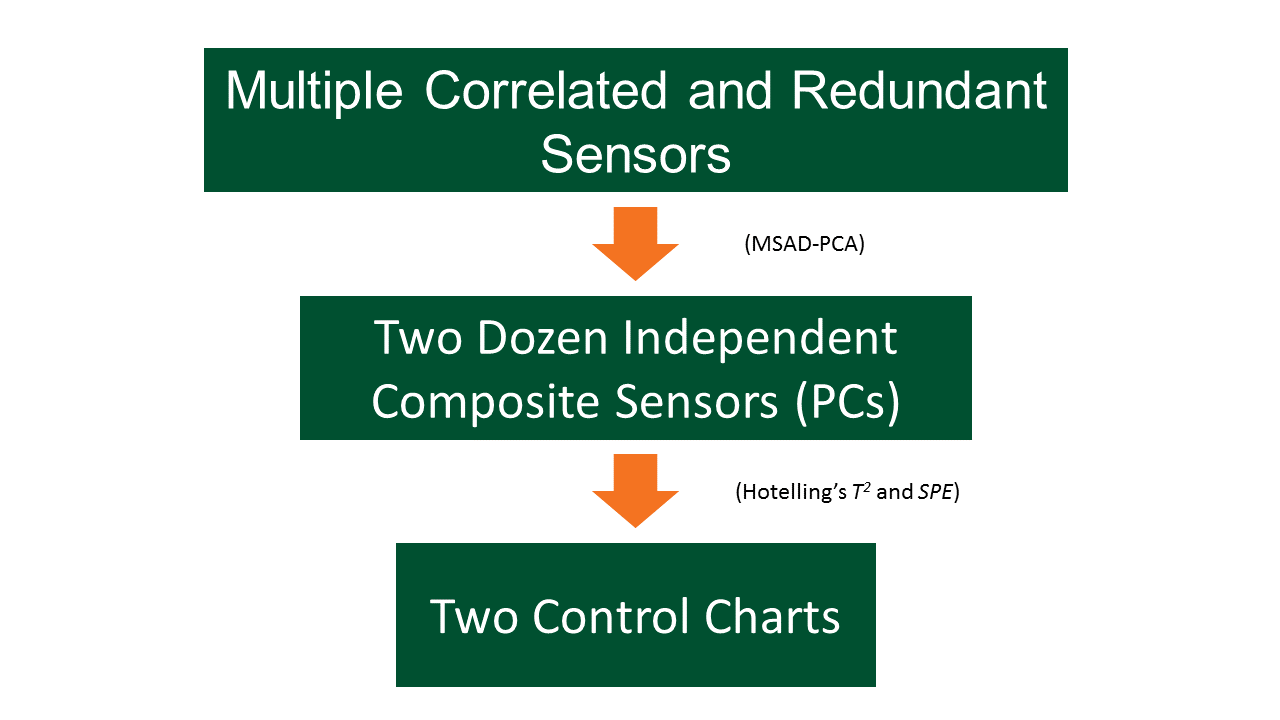 Multiple Correlated and Redundant
Sensors
(MSAD-PCA)
Two Dozen Independent
Composite Sensors (PCs)
(Hotelling’s T² and SPE)
Two Control Charts